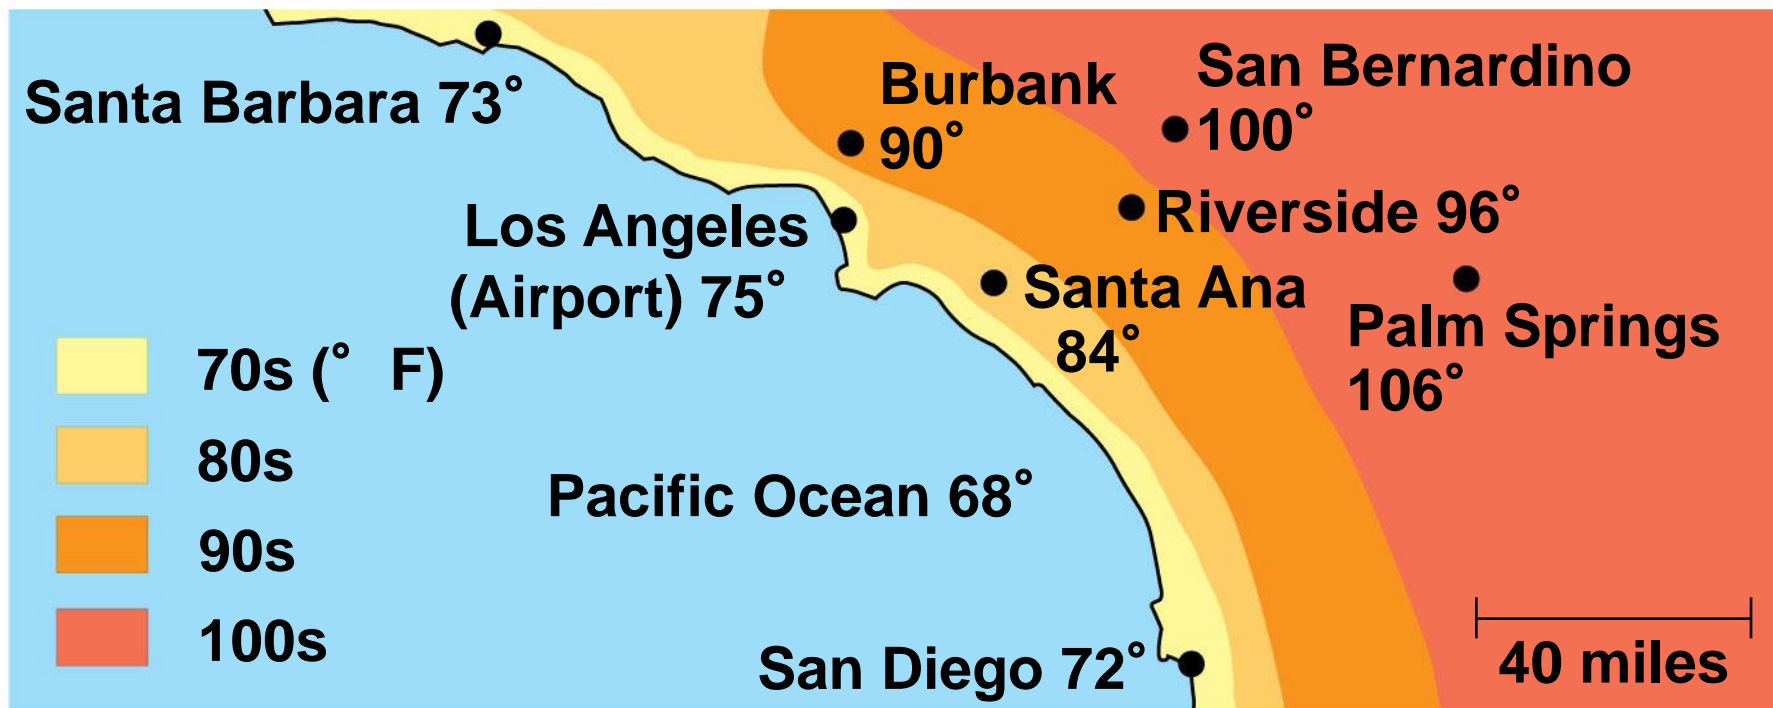 Santa Barbara 73°
Burbank
90°
San Bernardino
100°
Los Angeles
(Airport) 75°
Riverside 96°
Santa Ana
84°
Palm Springs
106°
70s (° F)
80s
90s
100s
Pacific Ocean 68°
San Diego 72°
40 miles